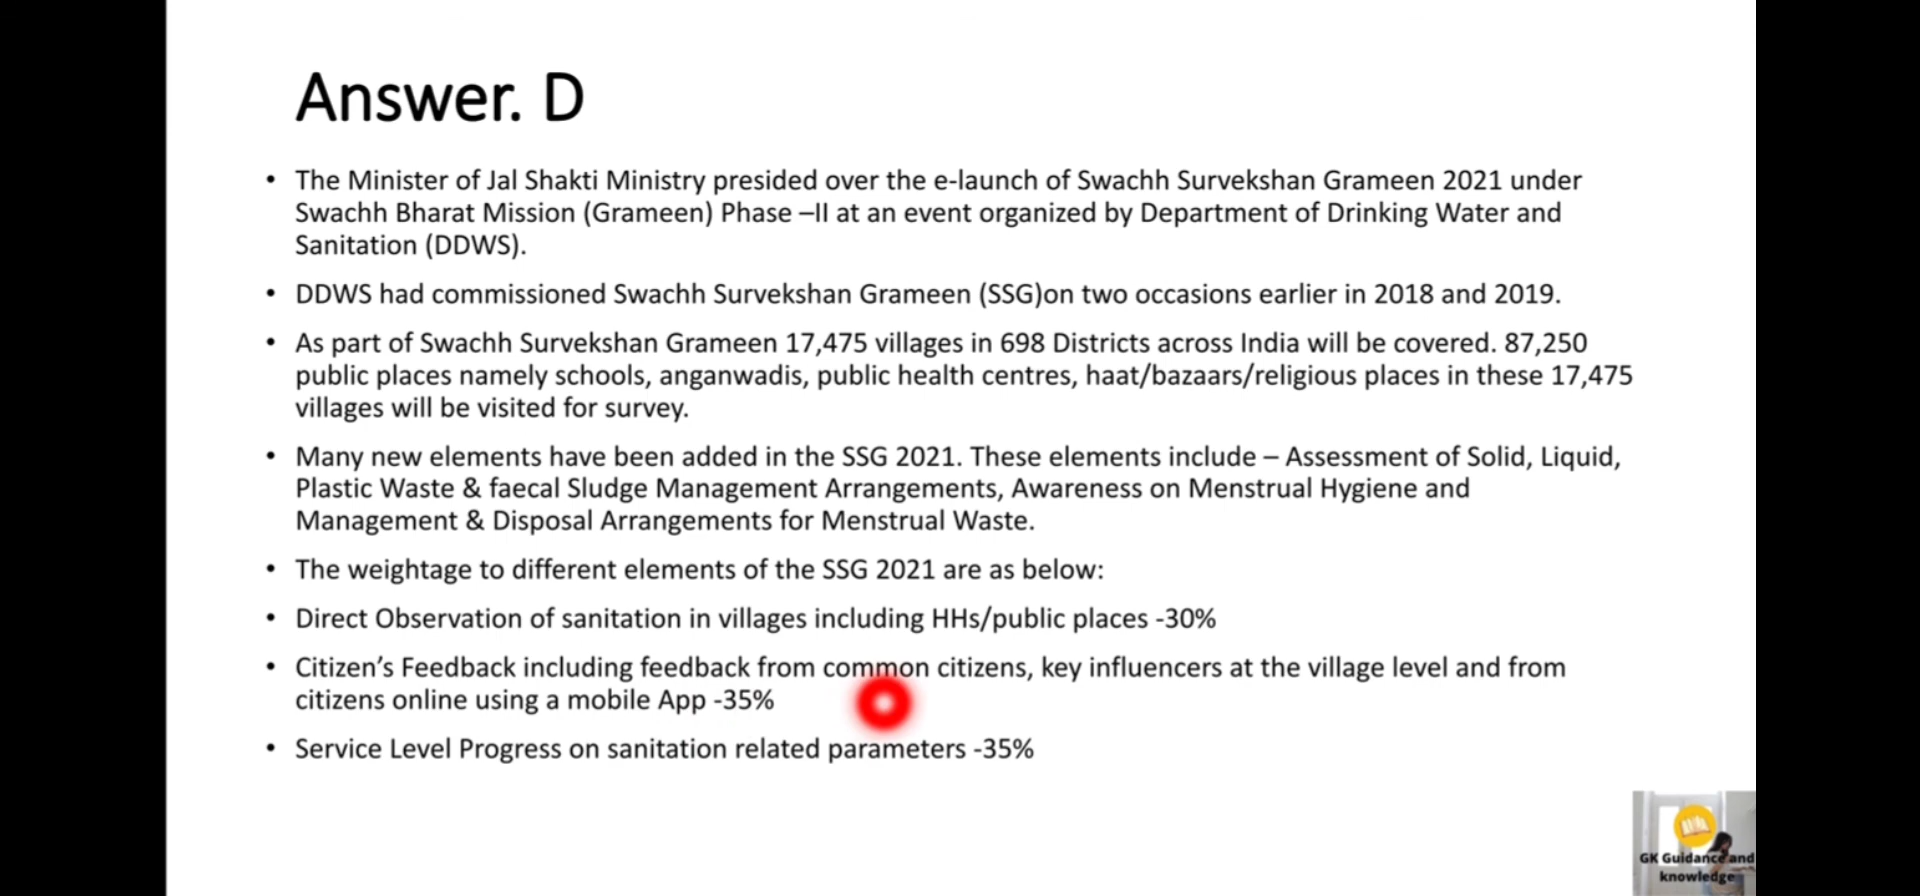 Answer. D
• The Minister of Jal Shakti Ministry presided over the e-launch of Swachh Survekshan Grameen 2021 under
Swachh Bharat Mission (Grameen) Phase –II at an event organized by Department of Drinking Water and
Sanitation (DDWS).
• DDWS had commissioned Swachh Survekshan Grameen (SSG)on two occasions earlier in 2018 and 2019.
• As part of Swachh Survekshan Grameen 17,475 villages in 698 Districts across India will be covered. 87,250
public places namely schools, anganwadis, public health centres, haat/bazaars/religious places in these 17,475
villages will be visited for survey.
• Many new elements have been added in the SSG 2021. These elements include – Assessment of Solid, Liquid,
Plastic Waste & faecal Sludge Management Arrangements, Awareness on Menstrual Hygiene and
Management & Disposal Arrangements for Menstrual Waste.
• The weightage to different elements of the SSG 2021 are as below:
• Direct Observation of sanitation in villages including HHs/public places -30%
• Citizen’s Feedback including feedback from common citizens, key influencers at the village level and from
citizens online using a mobile App -35%
• Service Level Progress on sanitation related parameters -35%
GK Guidance and
knowledge